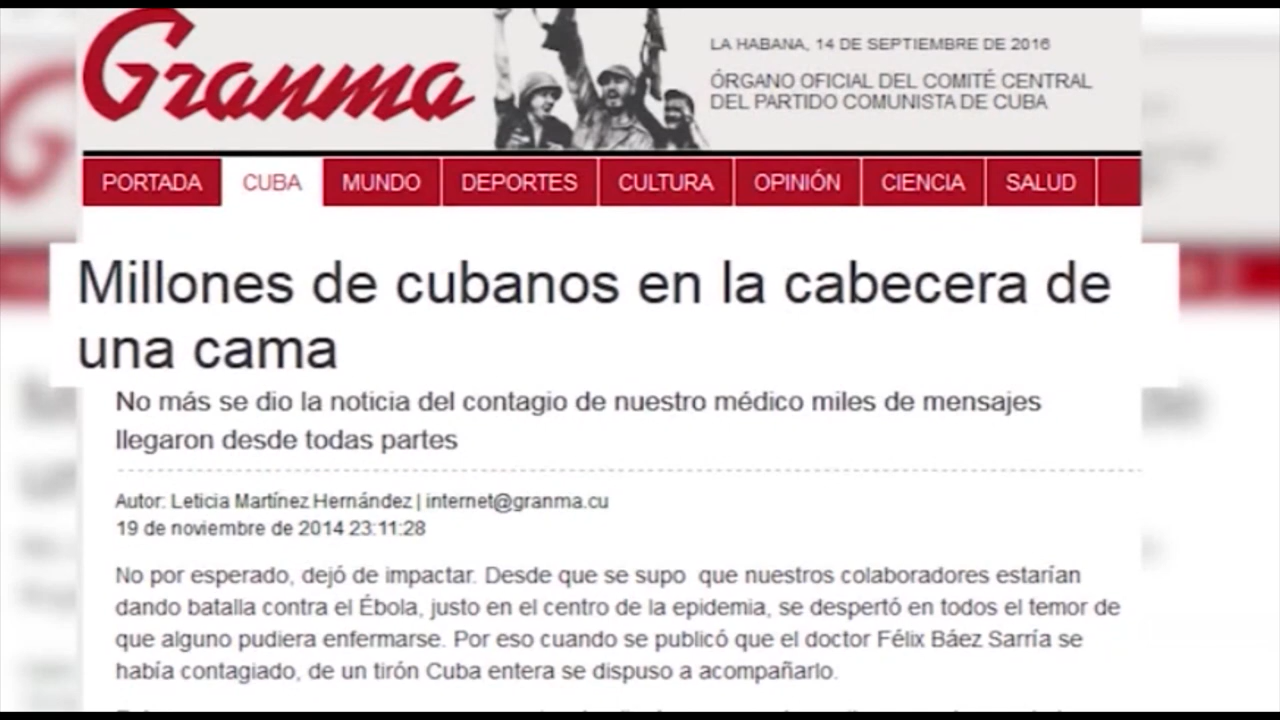 Granma
LA HABANA, 14 DE SEPTIEMBRE DE 2016
ÓRGANO OFICIAL DEL COMITÉ CENTRAL
DEL PARTIDO COMUNISTA DE CUBA
PORTADA CUBA MUNDO DEPORTES CULTURA OPINIÓN CIENCIA SALUD
Millones de cubanos en la cabecera de
una cama
No más se dio la noticia del contagio de nuestro médico miles de mensajes
llegaron desde todas partes
Autor: Leticia Martínez Hernández | internet@granma.cu
19 de noviembre de 2014 23:11:28
No por esperado, dejó de impactar. Desde que se supo que nuestros colaboradores estarían
dando batalla contra el Ébola, justo en el centro de la epidemia, se despertó en todos el temor de
que alguno pudiera enfermarse. Por eso cuando se publicó que el doctor Félix Báez Sarría se
había contagiado, de un tirón Cuba entera se dispuso a acompañarlo.